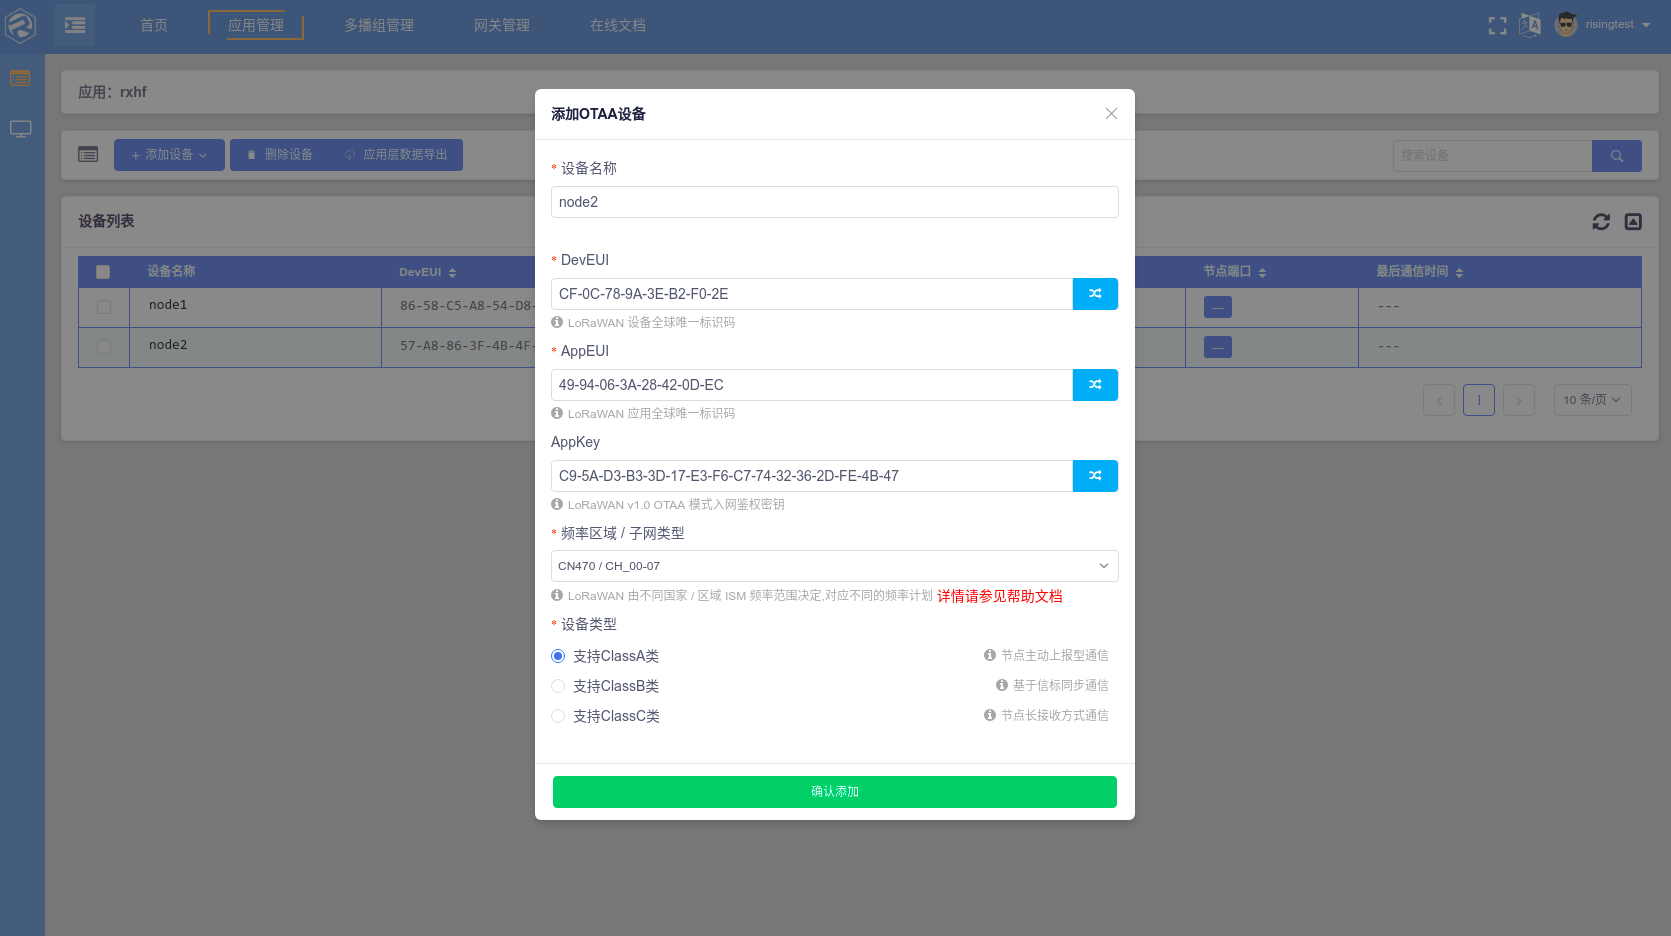 首页 应用管理 多播组管理 网关管理 在线文档 risingtest
应用：rxhf
+ 添加设备 删除设备 应用层数据导出 搜索设备
设备列表
设备名称 DevEUI 节点端口 最后通信时间
node1 86-58-C5-A8-54-D8- --- ---
node2 57-A8-86-3F-4B-4F- --- ---
1 10 条/页
添加OTAA设备
* 设备名称
node2
* DevEUI
CF-0C-78-9A-3E-B2-F0-2E
LoRaWAN 设备全球唯一标识码
* AppEUI
49-94-06-3A-28-42-0D-EC
LoRaWAN 应用全球唯一标识码
AppKey
C9-5A-D3-B3-3D-17-E3-F6-C7-74-32-36-2D-FE-4B-47
LoRaWAN v1.0 OTAA 模式入网鉴权密钥
* 频率区域 / 子网类型
CN470 / CH_00-07
LoRaWAN 由不同国家 / 区域 ISM 频率范围决定,对应不同的频率计划 详情请参见帮助文档
* 设备类型
支持ClassA类 节点主动上报型通信
支持ClassB类 基于信标同步通信
支持ClassC类 节点长接收方式通信
确认添加